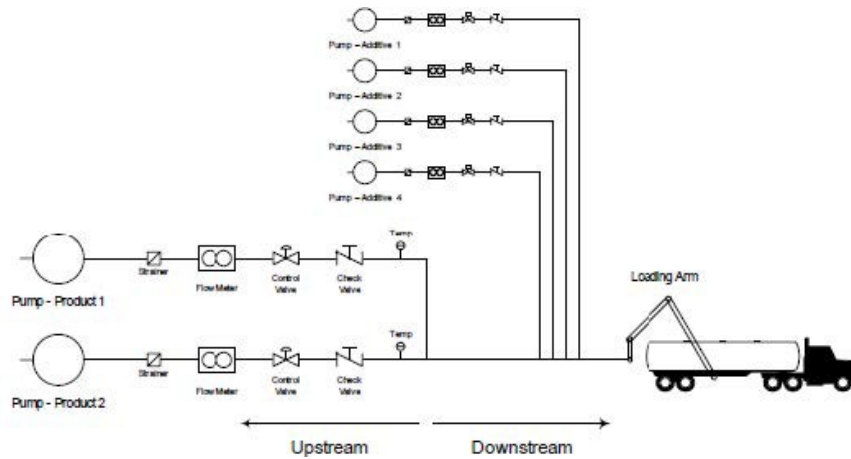 Pump - Additive 1
Pump - Additive 2
Pump - Additive 3
Pump - Additive 4
Temp
Strainer
Flow Meter
Control
Valve
Check
Valve
Pump - Product 1
Loading Arm
Temp
Strainer
Flow Meter
Control
Valve
Check
Valve
Pump - Product 2
Upstream
Downstream